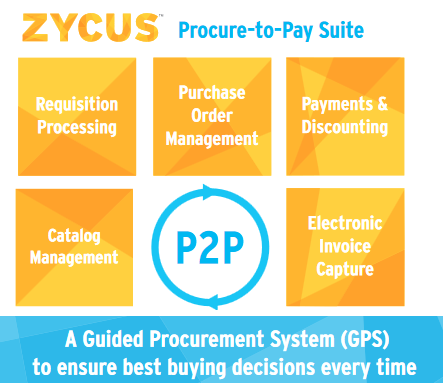 ZYCUS™ Procure-to-Pay Suite
Requisition
Processing
Purchase
Order
Management
Payments &
Discounting
Catalog
Management
P2P
Electronic
Invoice
Capture
A Guided Procurement System (GPS)
to ensure best buying decisions every time